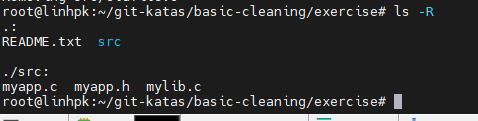 root@linhpk:~/git-katas/basic-cleaning/exercise# ls -R
.:
README.txt  src

./src:
myapp.c  myapp.h  mylib.c
root@linhpk:~/git-katas/basic-cleaning/exercise#